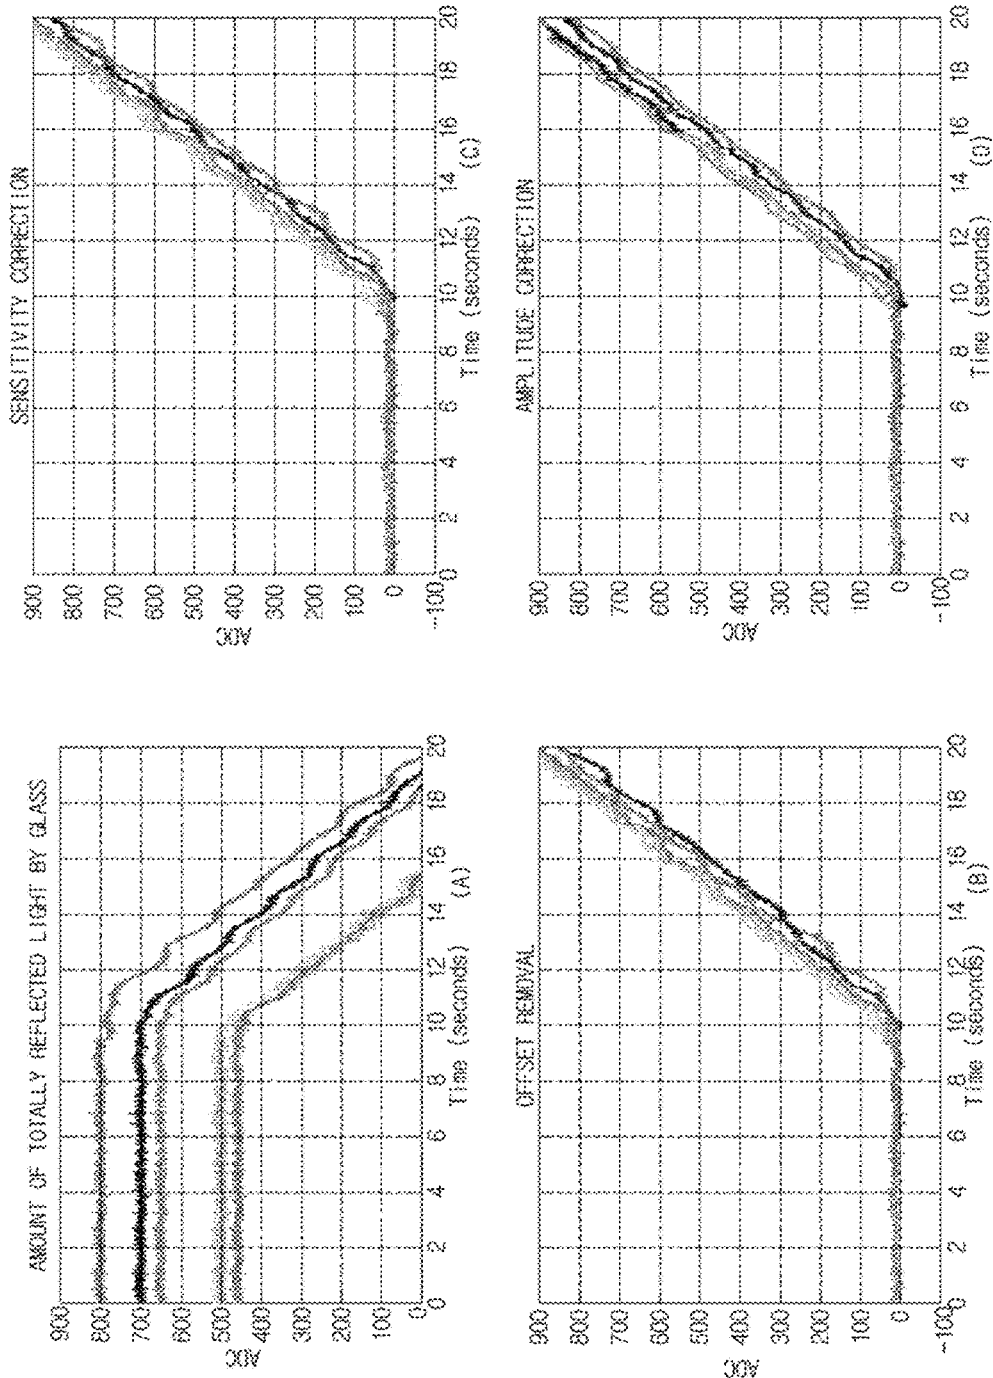 AMOUNT OF TOTALLY REFLECTED LIGHT BY GLASS
900
800
700
600
500
400
300
200
100
ADC
0 2 4 6 8 10 12 14 16 18 20
Time (seconds) (A)
OFFSET REMOVAL
900
800
700
600
500
400
300
200
100
0
-100
ADC
0 2 4 6 8 10 12 14 16 18 20
Time (seconds) (B)
SENSITIVITY CORRECTION
900
800
700
600
500
400
300
200
100
0
-100
ADC
0 2 4 6 8 10 12 14 16 18 20
Time (seconds) (C)
AMPLITUDE CORRECTION
900
800
700
600
500
400
300
200
100
0
-100
ADC
0 2 4 6 8 10 12 14 16 18 20
Time (seconds) (D)